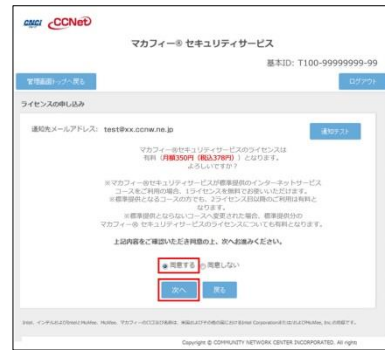 CNCI CCNet
マカフィー® セキュリティサービス
基本ID: T100-99999999-99
管理画面トップへ戻る
ログアウト
ライセンスの申し込み
通知先メールアドレス: test@xx.ccnw.ne.jp
通知テスト
マカフィー®セキュリティサービスのライセンスは
有料(月額350円(税込378円))となります。
よろしいですか?
※マカフィー®セキュリティサービスが標準提供のインターネットサービス
コースをご利用の場合、1ライセンスを無料でお使いいただけます。
※標準提供となるコースの方でも、2ライセンス目以降のご利用は有料と
なります。
※標準提供とならないコースへ変更された場合、標準提供分の
マカフィー® セキュリティサービスのライセンスについても有料となります。
上記内容をご確認いただき同意の上、次へお進みください。
同意する 同意しない
次へ 戻る
Copyright © COMMUNITY NETWORK CENTER INCORPORATED. All rights